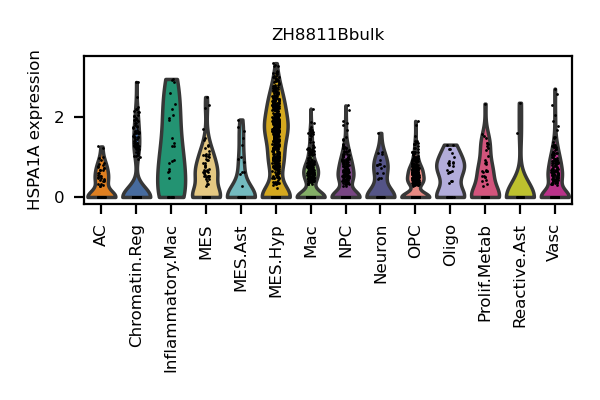 ZH8811Bbulk
HSPA1A expression
2
0
AC
Chromatin.Reg
Inflammatory.Mac
MES
MES.Ast
MES.Hyp
Mac
NPC
Neuron
OPC
Oligo
Prolif.Metab
Reactive.Ast
Vasc